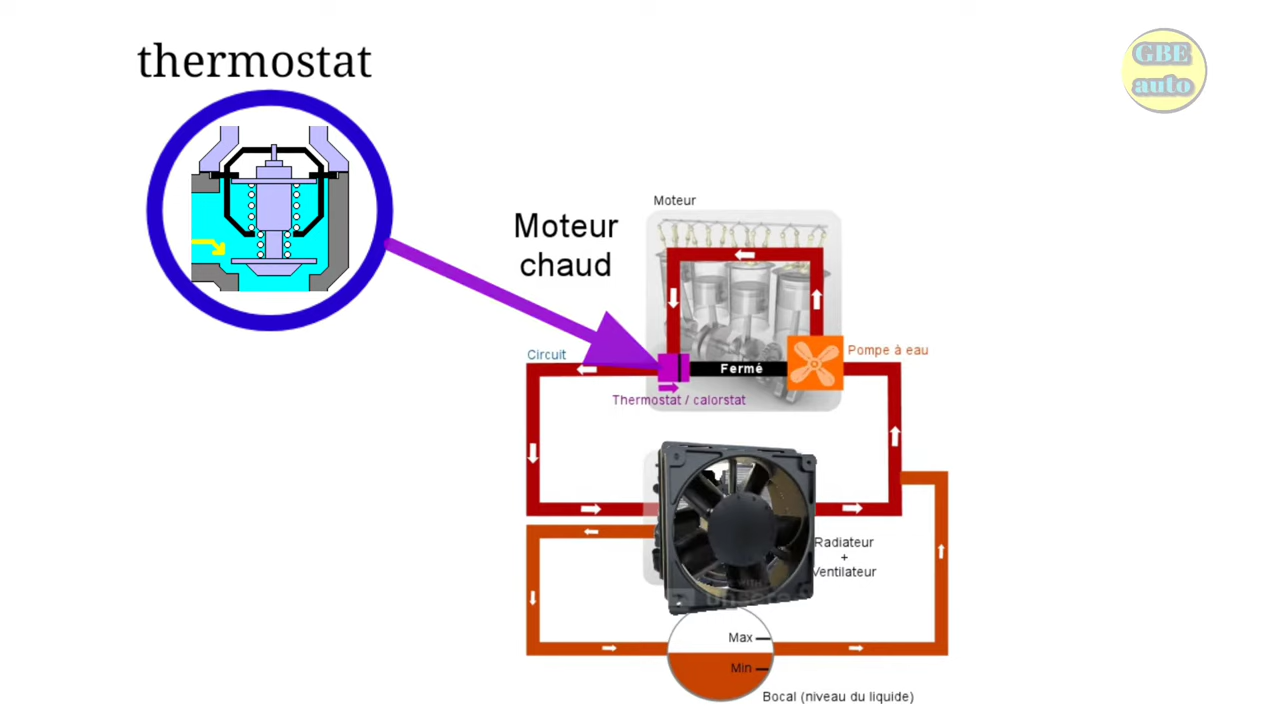 thermostat
GBE
auto
Moteur
Moteur
chaud
Circuit
Fermé
Pompe à eau
Thermostat / calorstat
Radiateur
+
Ventilateur
Max
Min
Bocal (niveau du liquide)